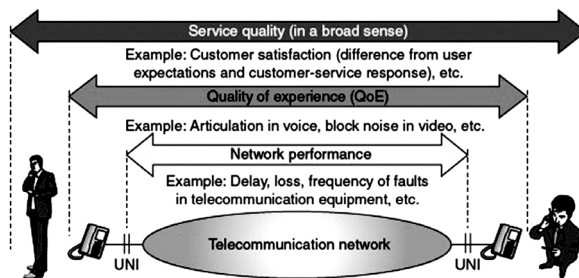 Service quality (in a broad sense)
Example: Customer satisfaction (difference from user
expectations and customer-service response), etc.
Quality of experience (QoE)
Example: Articulation in voice, block noise in video, etc.
Network performance
Example: Delay, loss, frequency of faults
in telecommunication equipment, etc.
Telecommunication network
UNI
UNI